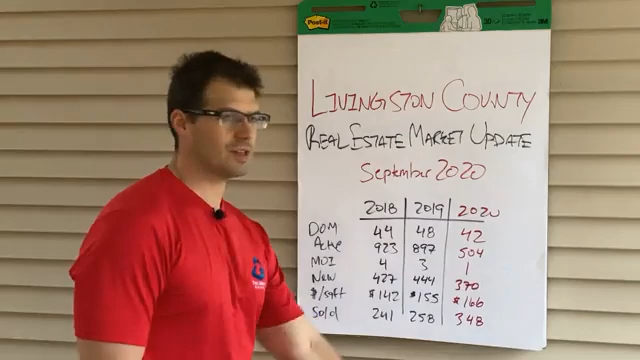 Post-it
3M
LIVINGSTON COUNTY
REAL ESTATE MARKET UPDATE
September 2020
2018 2019 2020
DOM 44 48 42
Active 923 897 504
MOI 4 3 1
New 427 444 370
$/sqft $142 $155 $166
Sold 241 258 348